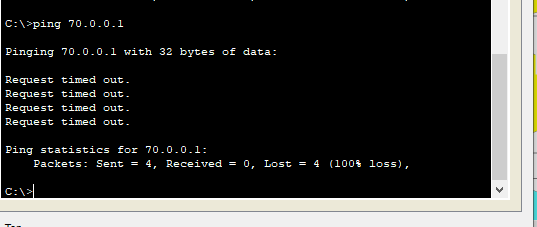 C:\>ping 70.0.0.1
Pinging 70.0.0.1 with 32 bytes of data:
Request timed out.
Request timed out.
Request timed out.
Request timed out.
Ping statistics for 70.0.0.1:
    Packets: Sent = 4, Received = 0, Lost = 4 (100% loss),
C:\>